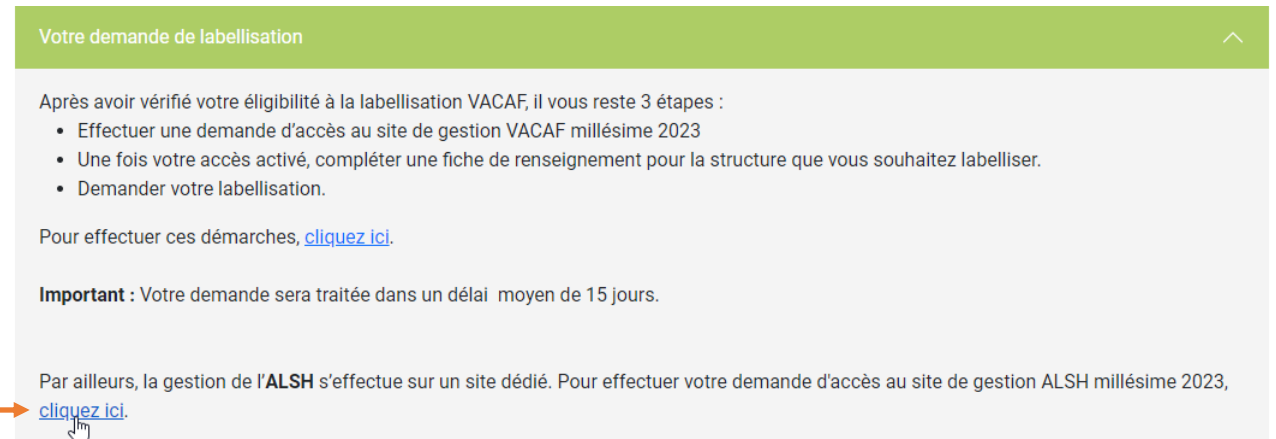 Votre demande de labellisation
Après avoir vérifié votre éligibilité à la labellisation VACAF, il vous reste 3 étapes :
• Effectuer une demande d'accès au site de gestion VACAF millésime 2023
• Une fois votre accès activé, compléter une fiche de renseignement pour la structure que vous souhaitez labelliser.
• Demander votre labellisation.
Pour effectuer ces démarches, cliquez ici.
Important : Votre demande sera traitée dans un délai  moyen de 15 jours.
Par ailleurs, la gestion de l'ALSH s'effectue sur un site dédié. Pour effectuer votre demande d'accès au site de gestion ALSH millésime 2023,
cliquez ici.